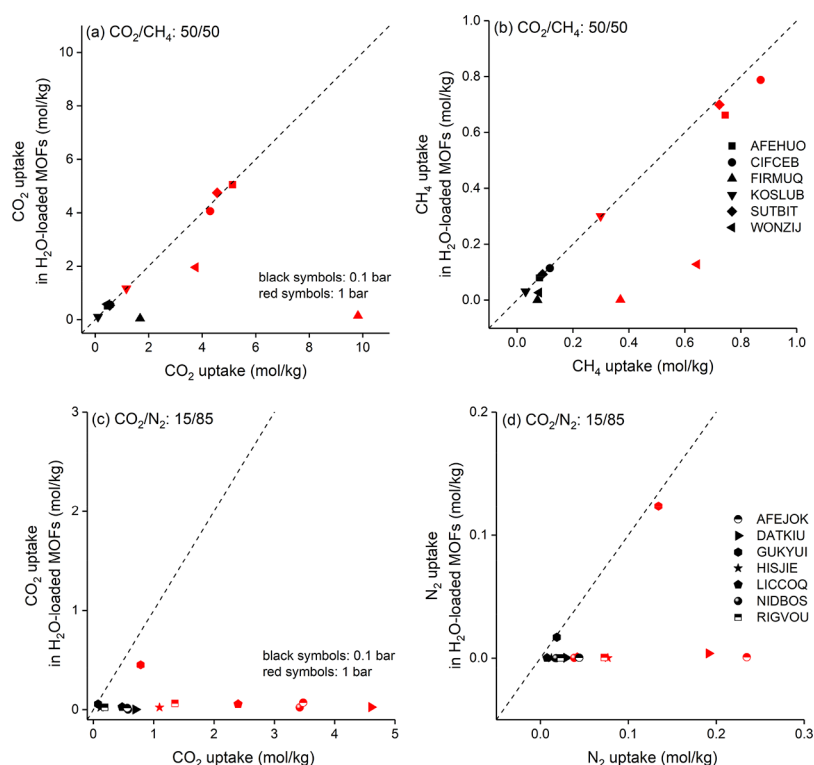 (a) CO₂/CH₄: 50/50
10
8
6
4
2
0
0
2
4
6
8
10
CO₂ uptake
in H₂O-loaded MOFs (mol/kg)
CO₂ uptake (mol/kg)
black symbols: 0.1 bar
red symbols: 1 bar
(b) CO₂/CH₄: 50/50
1.0
0.8
0.6
0.4
0.2
0.0
0.0
0.2
0.4
0.6
0.8
1.0
CH₄ uptake
in H₂O-loaded MOFs (mol/kg)
CH₄ uptake (mol/kg)
AFEHUO
CIFCEB
FIRMUQ
KOSLUB
SUTBIT
WONZIJ
(c) CO₂/N₂: 15/85
3
2
1
0
0
1
2
3
4
5
CO₂ uptake
in H₂O-loaded MOFs (mol/kg)
CO₂ uptake (mol/kg)
black symbols: 0.1 bar
red symbols: 1 bar
(d) CO₂/N₂: 15/85
0.2
0.1
0.0
0.0
0.1
0.2
0.3
N₂ uptake
in H₂O-loaded MOFs (mol/kg)
N₂ uptake (mol/kg)
AFEJOK
DATKIU
GUKYUI
HISJIE
LICCOQ
NIDBOS
RIGVOU